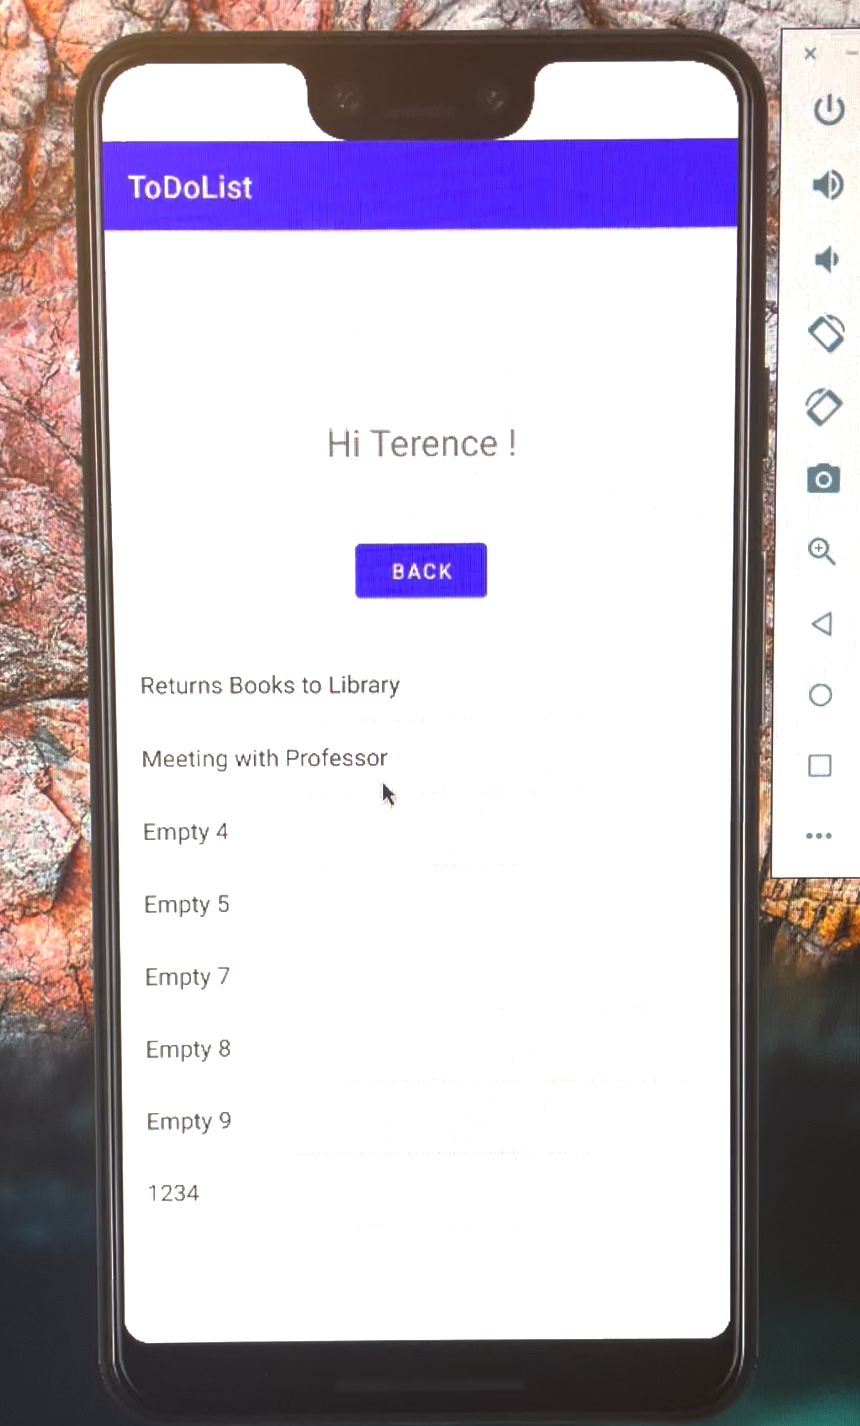 ToDoList
Hi Terence !
BACK
Returns Books to Library
Meeting with Professor
Empty 4
Empty 5
Empty 7
Empty 8
Empty 9
1234